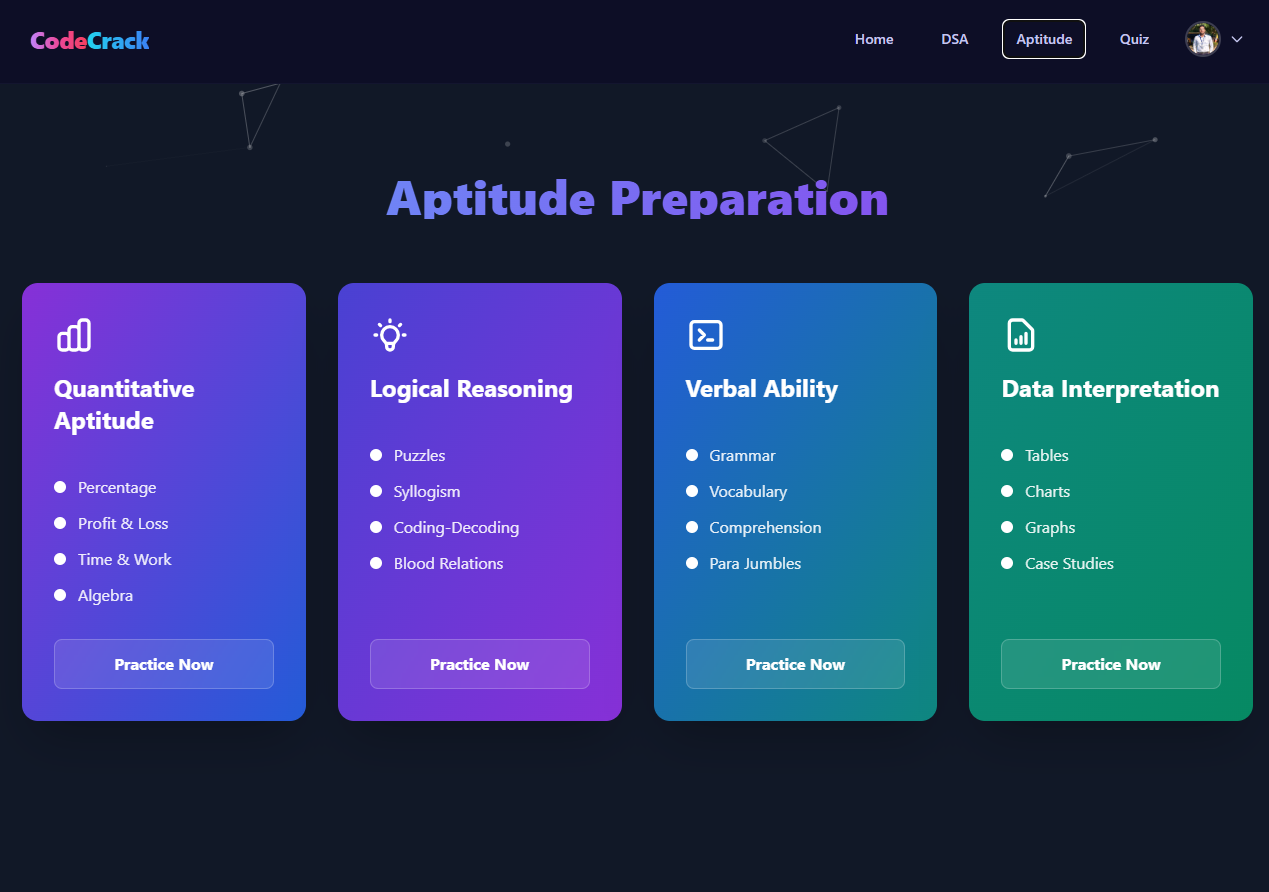 CodeCrack
Home
DSA
Aptitude
Quiz
Aptitude Preparation
Quantitative
Aptitude
Percentage
Profit & Loss
Time & Work
Algebra
Practice Now
Logical Reasoning
Puzzles
Syllogism
Coding-Decoding
Blood Relations
Practice Now
Verbal Ability
Grammar
Vocabulary
Comprehension
Para Jumbles
Practice Now
Data Interpretation
Tables
Charts
Graphs
Case Studies
Practice Now